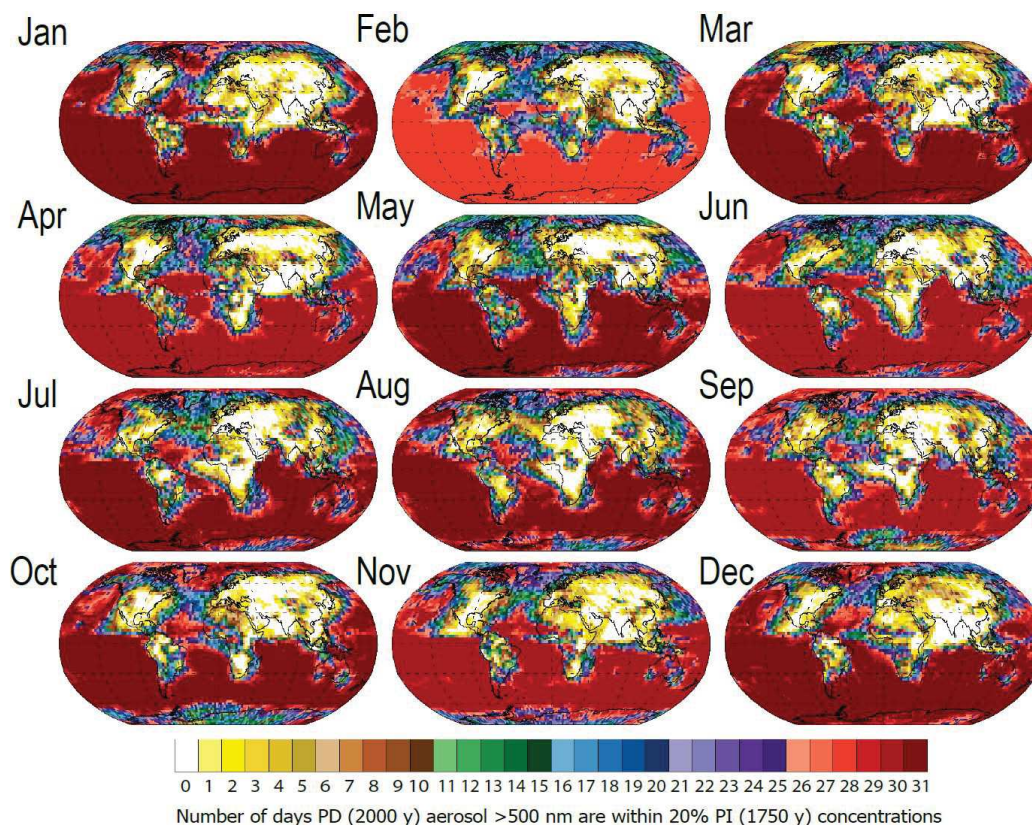 Jan Feb Mar
Apr May Jun
Jul Aug Sep
Oct Nov Dec
0 1 2 3 4 5 6 7 8 9 10 11 12 13 14 15 16 17 18 19 20 21 22 23 24 25 26 27 28 29 30 31
Number of days PD (2000 y) aerosol >500 nm are within 20% PI (1750 y) concentrations